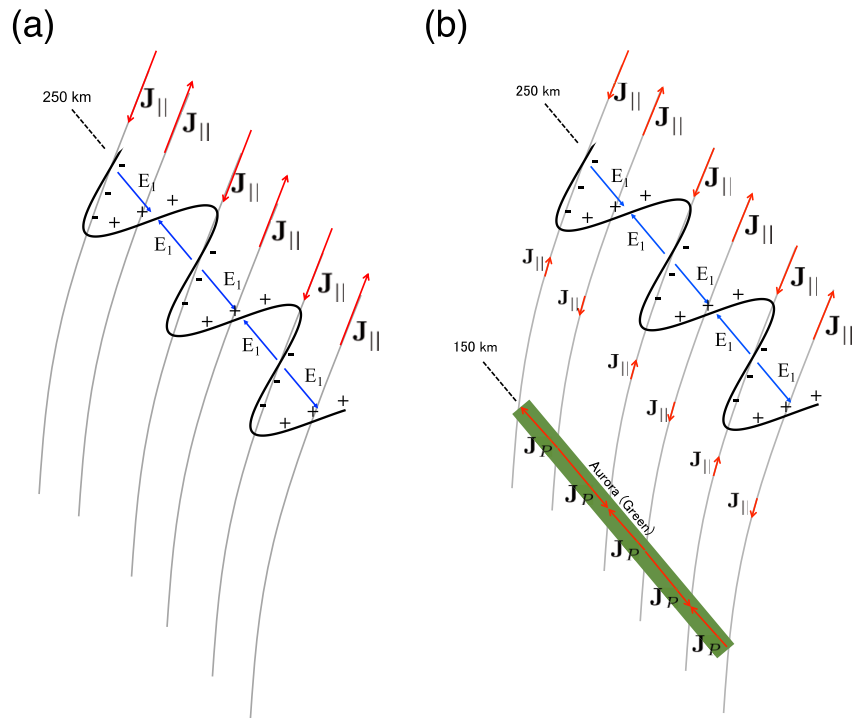 (a)
250 km
J||
J||
J||
J||
J||
J||
E1
E1
E1
E1
E1
- - - + + +
- - - + + +
- - - + + +
(b)
250 km
J||
J||
J||
J||
J||
J||
E1
E1
E1
E1
E1
- - - + + +
- - - + + +
- - - + + +
J||
J||
J||
J||
J||
J||
150 km
Aurora (Green)
JP
JP
JP
JP
JP